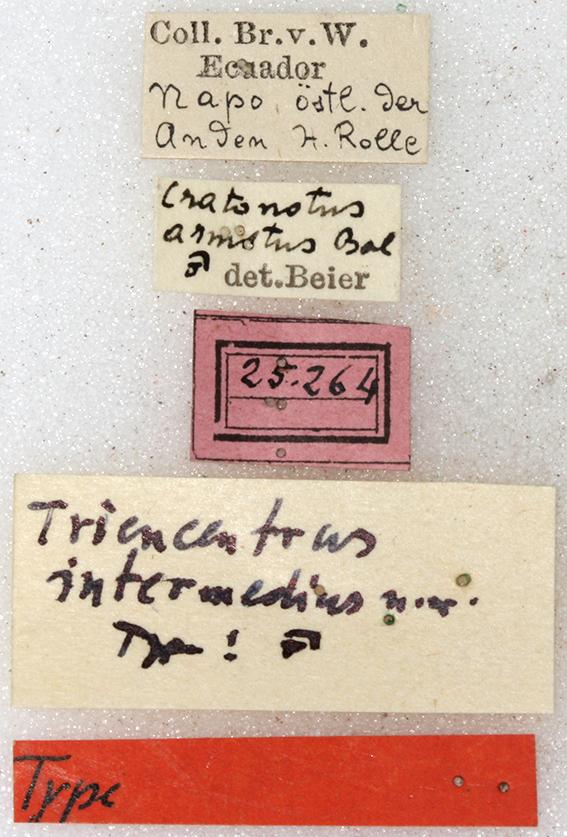 Coll. Br.v.W.
Ecuador
Napo östl. der
Anden H. Rolle
Cratonotus
armatus Bol
♂ det.Beier
25.264
Triencentrus
intermedius n.
Type ! ♂
Type